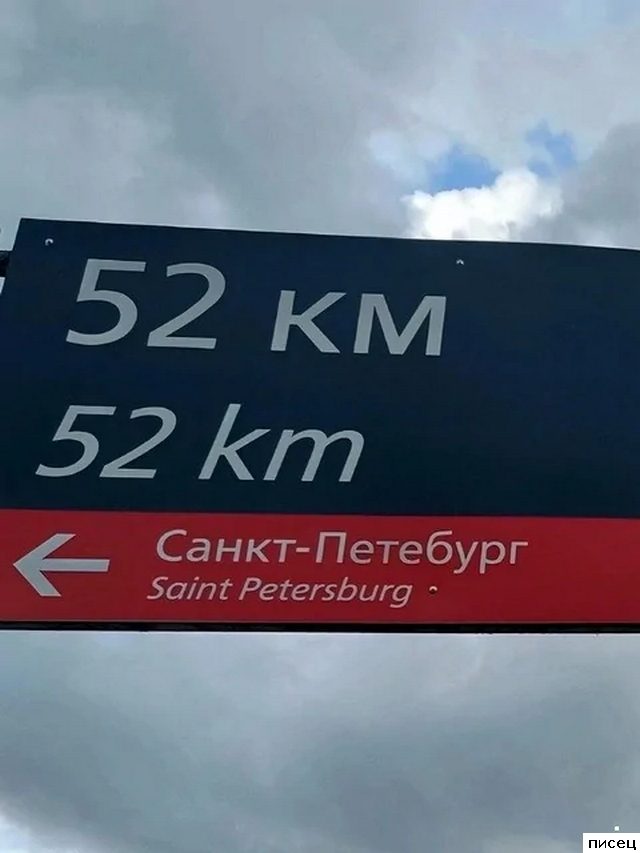 52 км
52 km
← Санкт-Петебург
Saint Petersburg
писец